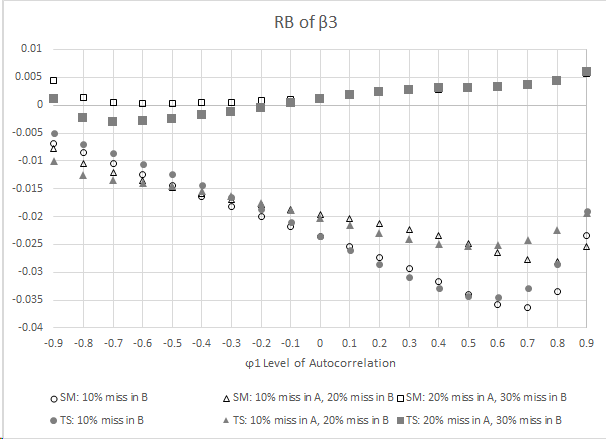 RB of β3
0.01
0.005
0
-0.005
-0.01
-0.015
-0.02
-0.025
-0.03
-0.035
-0.04
-0.9 -0.8 -0.7 -0.6 -0.5 -0.4 -0.3 -0.2 -0.1 0 0.1 0.2 0.3 0.4 0.5 0.6 0.7 0.8 0.9
φ1 Level of Autocorrelation
SM: 10% miss in B SM: 10% miss in A, 20% miss in B SM: 20% miss in A, 30% miss in B
TS: 10% miss in B TS: 10% miss in A, 20% miss in B TS: 20% miss in A, 30% miss in B